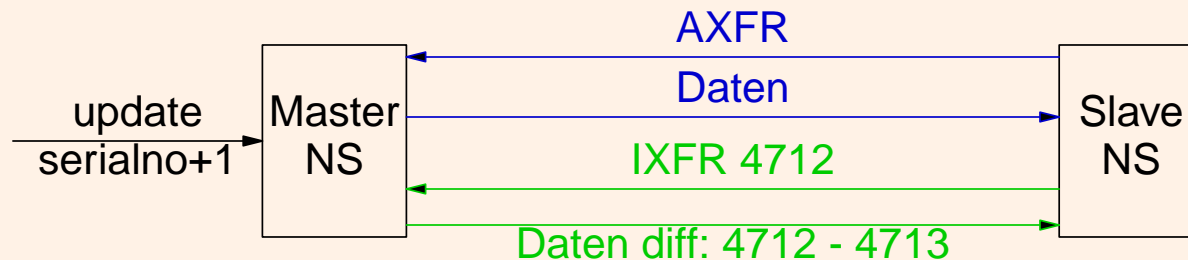 AXFR
Daten
update
serialno+1
Master
NS
Slave
NS
IXFR 4712
Daten diff: 4712 - 4713